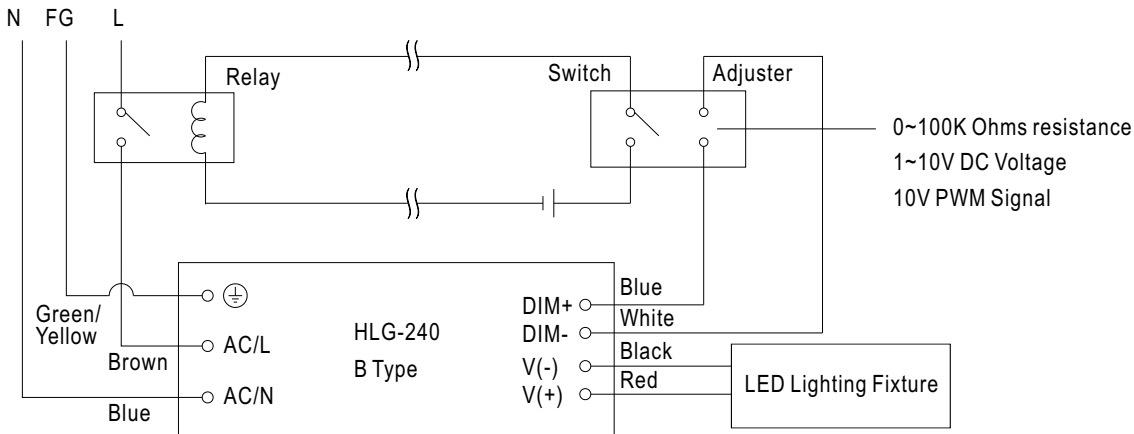 N FG L
Relay
Switch
Adjuster
0~100K Ohms resistance
1~10V DC Voltage
10V PWM Signal
Green/
Yellow
Brown
Blue
AC/L
AC/N
HLG-240
B Type
DIM+
DIM-
V(-)
V(+)
Blue
White
Black
Red
LED Lighting Fixture